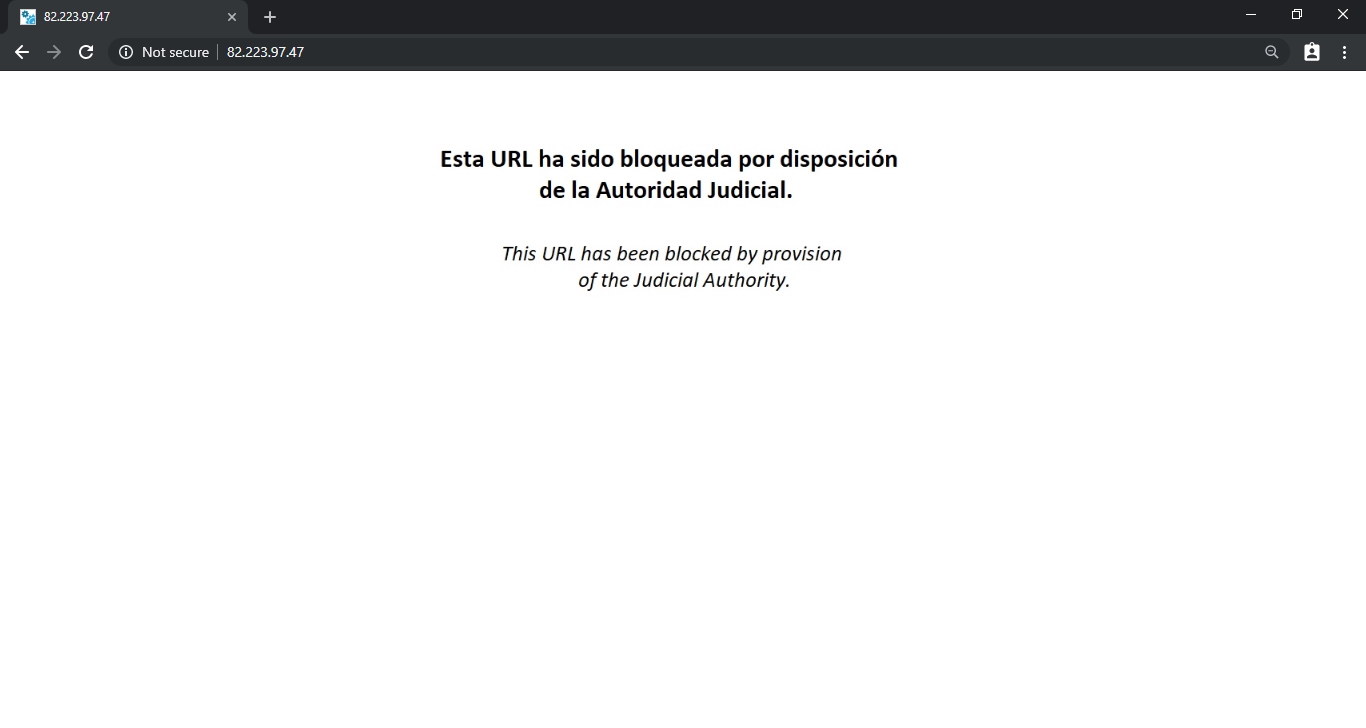 82.223.97.47
Not secure 82.223.97.47
Esta URL ha sido bloqueada por disposición
de la Autoridad Judicial.
This URL has been blocked by provision
of the Judicial Authority.